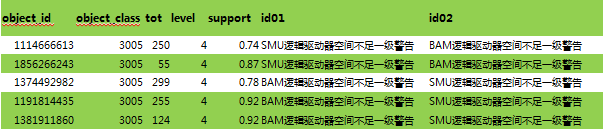 object_id object_class tot level support id01 id02
1114666613 3005 250 4 0.74 SMU逻辑驱动器空间不足一级警告 BAM逻辑驱动器空间不足一级警告
1856266243 3005 55 4 0.87 SMU逻辑驱动器空间不足一级警告 BAM逻辑驱动器空间不足一级警告
1374492982 3005 299 4 0.78 BAM逻辑驱动器空间不足一级警告 SMU逻辑驱动器空间不足一级警告
1191814435 3005 255 4 0.92 BAM逻辑驱动器空间不足一级警告 SMU逻辑驱动器空间不足一级警告
1381911860 3005 124 4 0.92 BAM逻辑驱动器空间不足一级警告 SMU逻辑驱动器空间不足一级警告